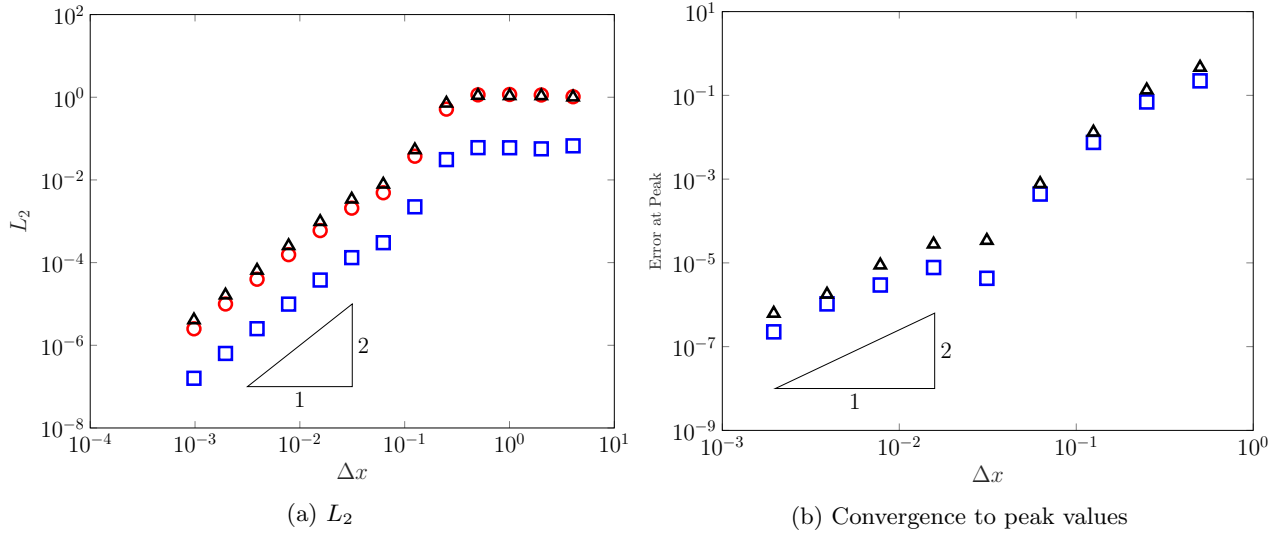 10^2
10^0
10^-2
10^-4
10^-6
10^-8
L_2
2
1
10^-4 10^-3 10^-2 10^-1 10^0 10^1
Δx
(a) L_2
10^1
10^-1
10^-3
10^-5
10^-7
10^-9
Error at Peak
2
1
10^-3 10^-2 10^-1 10^0
Δx
(b) Convergence to peak values